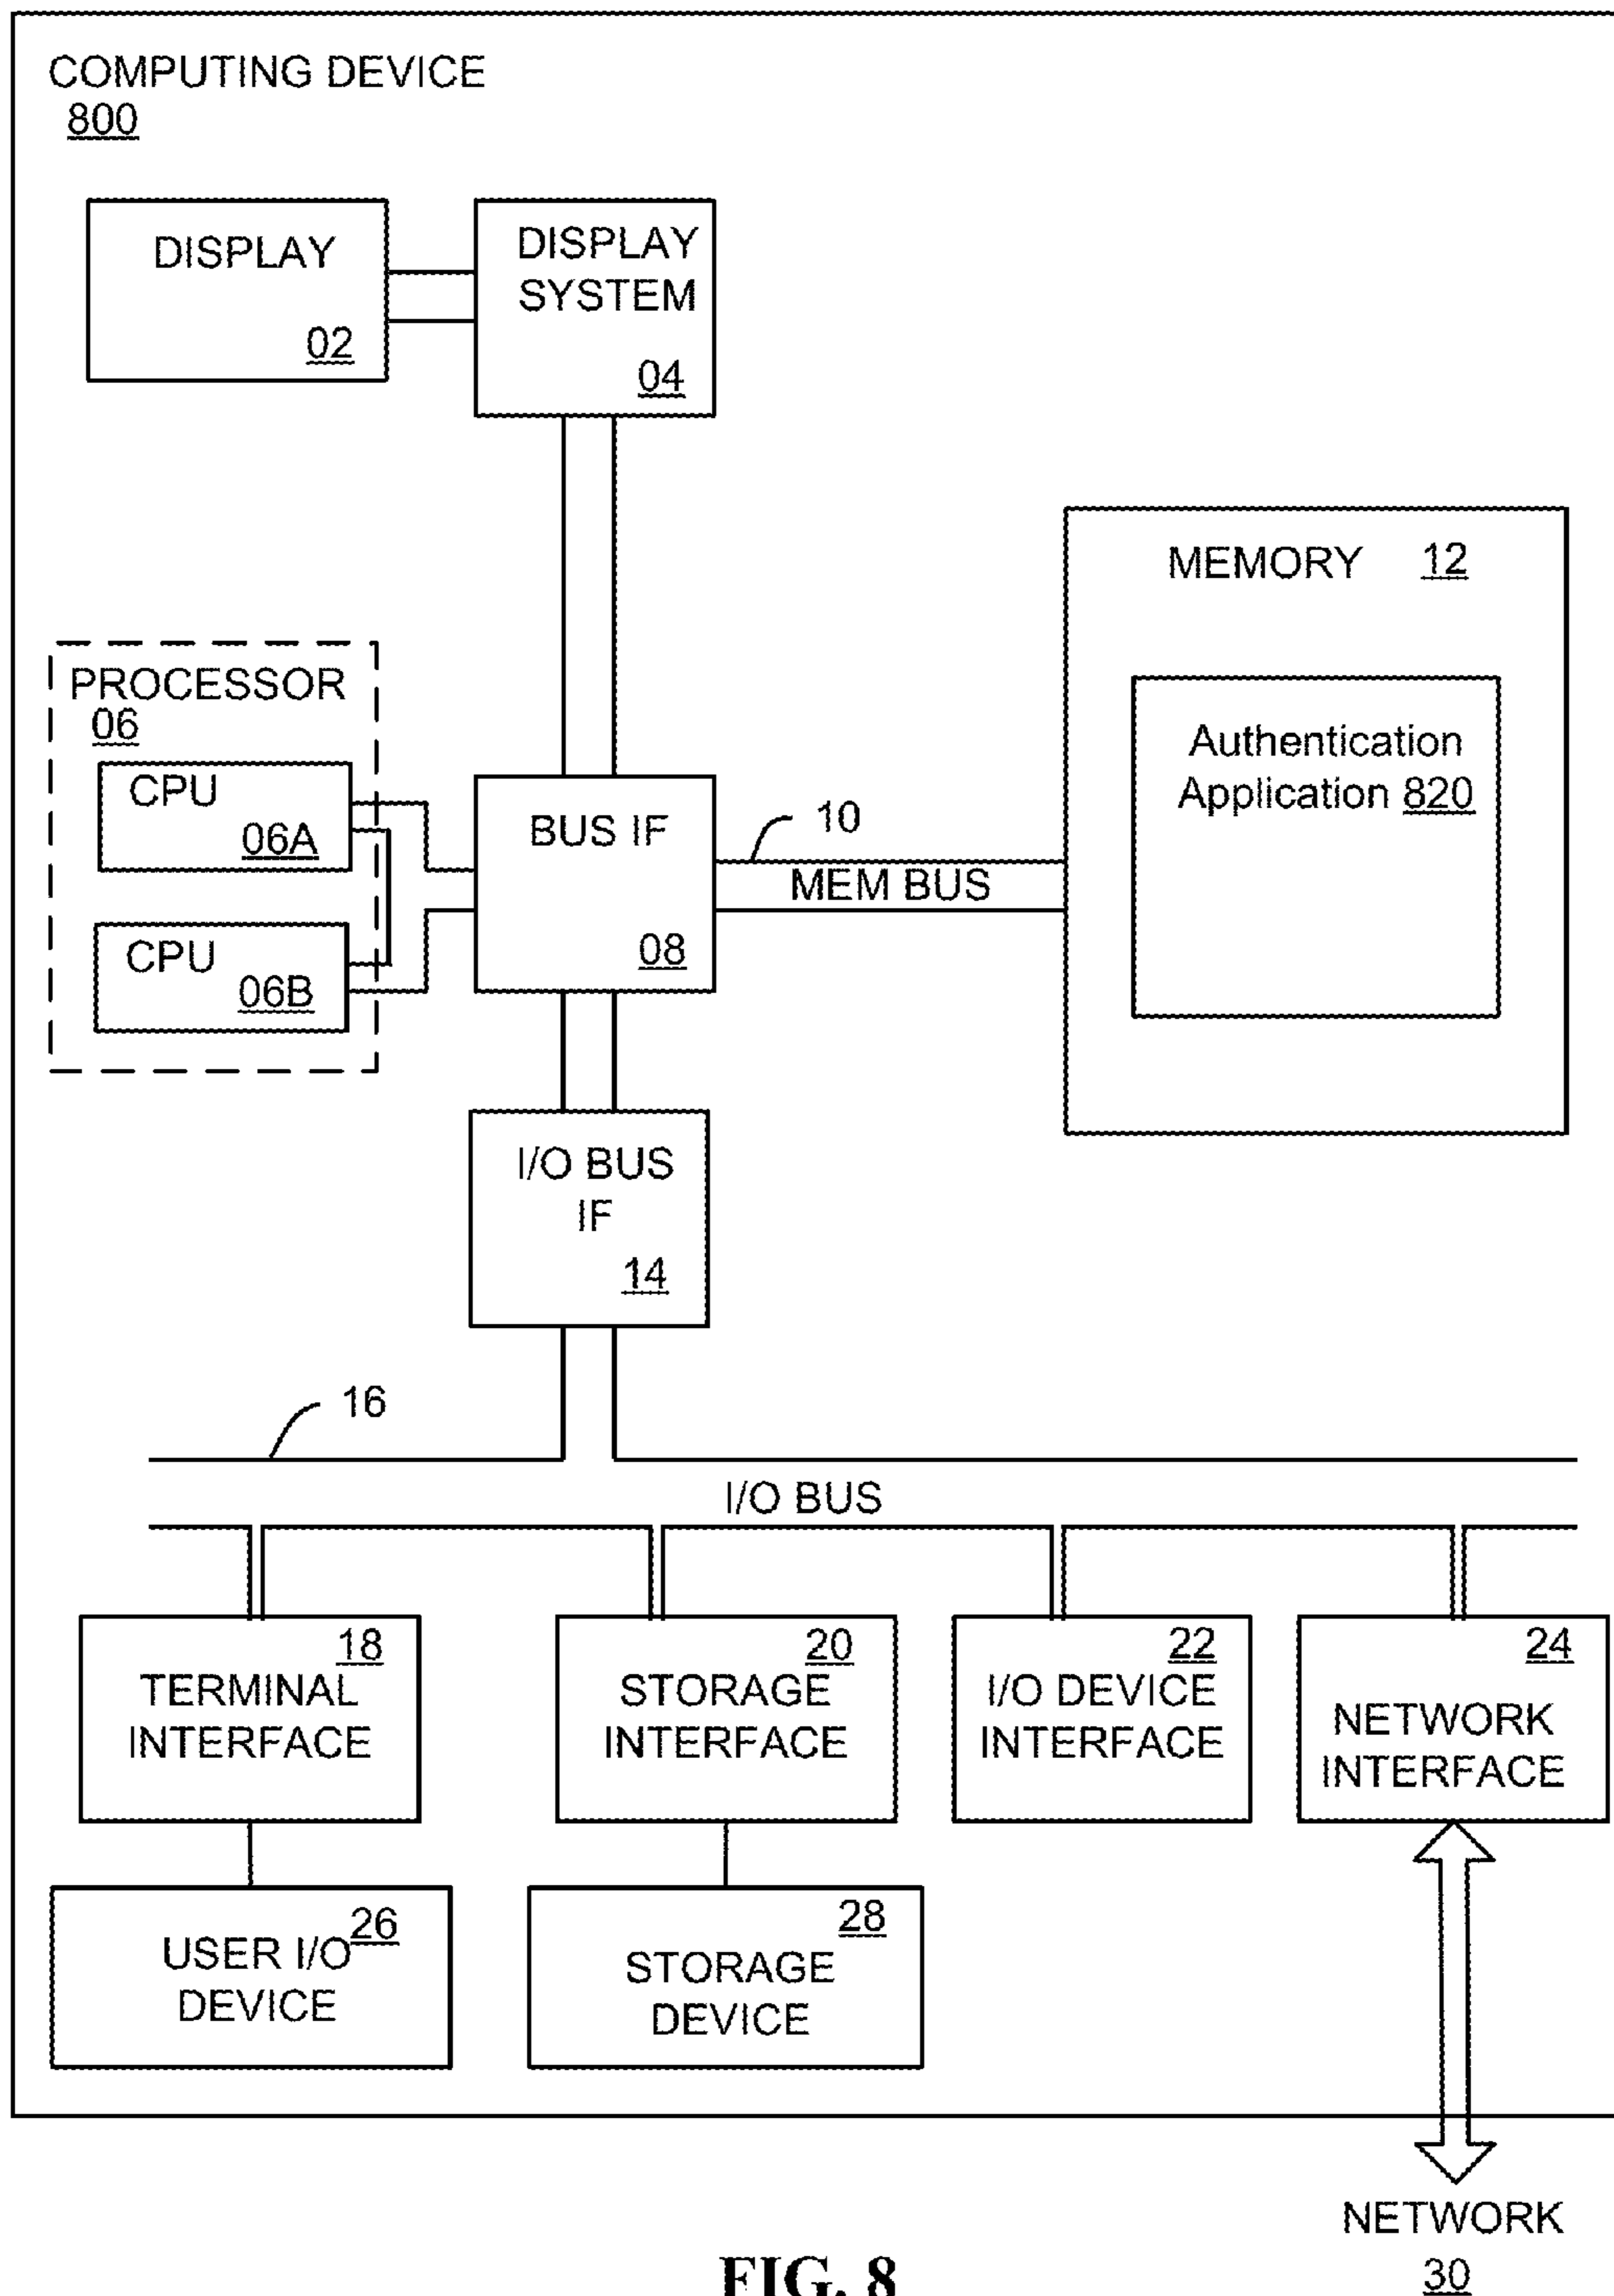 COMPUTING DEVICE
800
DISPLAY
02
DISPLAY
SYSTEM
04
MEMORY 12
Authentication
Application 820
PROCESSOR
06
CPU
06A
CPU
06B
BUS IF
08
10
MEM BUS
I/O BUS
IF
14
16
I/O BUS
18
TERMINAL
INTERFACE
20
STORAGE
INTERFACE
22
I/O DEVICE
INTERFACE
24
NETWORK
INTERFACE
26
USER I/O
DEVICE
28
STORAGE
DEVICE
NETWORK
30
FIG. 8